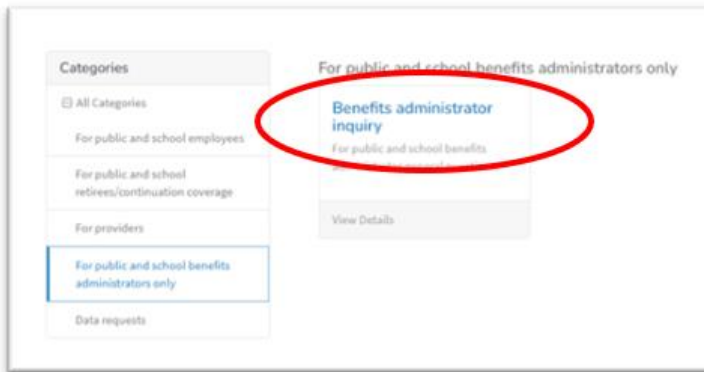 Categories
All Categories
For public and school employees
For public and school
retirees/continuation coverage
For providers
For public and school benefits
administrators only
Data requests
For public and school benefits administrators only
Benefits administrator
inquiry
For public and school benefits
View Details